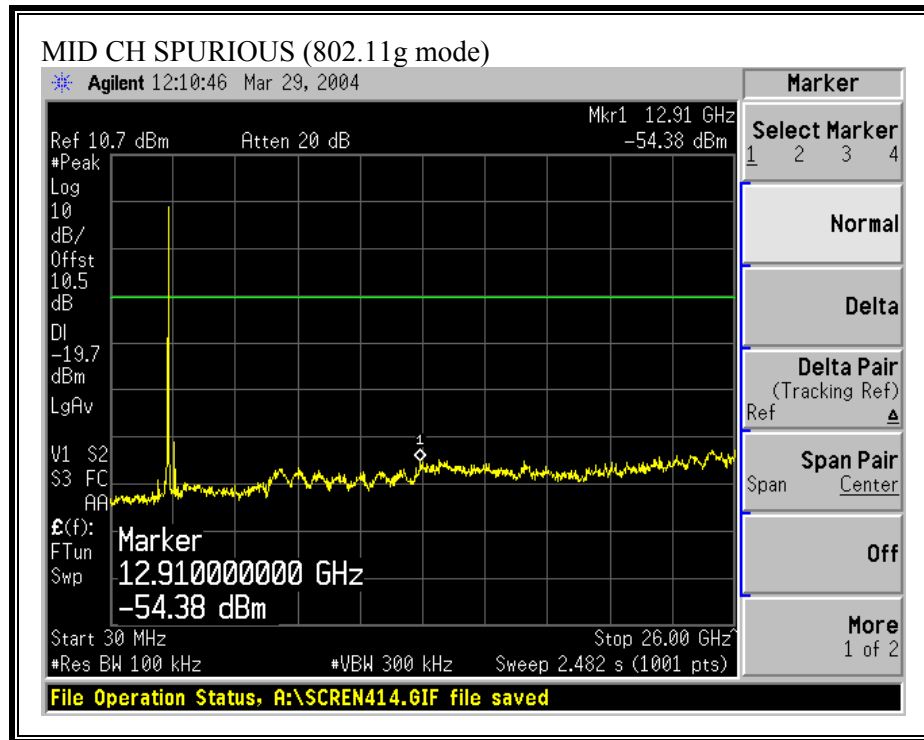 MID CH SPURIOUS (802.11g mode)
Agilent 12:10:46 Mar 29, 2004
Marker
Mkr1 12.91 GHz
Ref 10.7 dBm Atten 20 dB -54.38 dBm
#Peak
Log
10
dB/
Offst
10.5
dB
DI
-19.7
dBm
LgAv
V1 S2
S3 FC
AA
£(f):
FTun
Swp
1
Marker
12.910000000 GHz
-54.38 dBm
Start 30 MHz Stop 26.00 GHz^
#Res BW 100 kHz #VBW 300 kHz Sweep 2.482 s (1001 pts)
Select Marker
1 2 3 4
Normal
Delta
Delta Pair
(Tracking Ref)
Ref Δ
Span Pair
Span Center
Off
More
1 of 2
File Operation Status, A:\SCREN414.GIF file saved